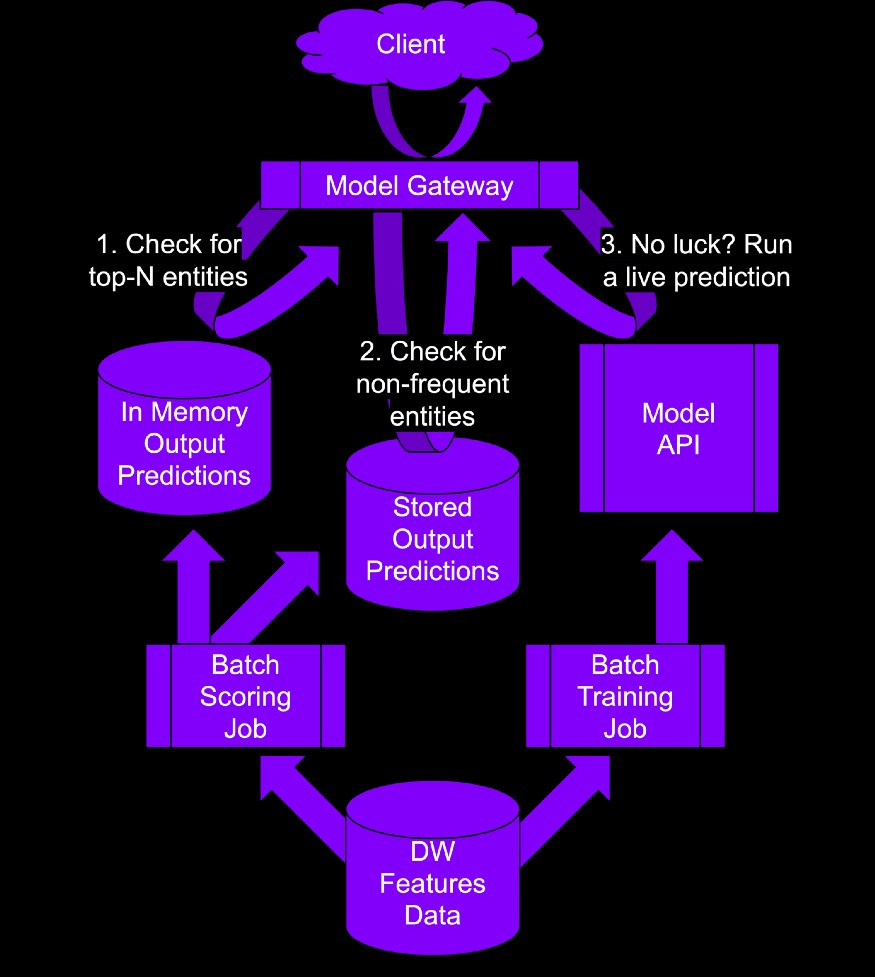 Client
Model Gateway
1. Check for
top-N entities
3. No luck? Run
a live prediction
2. Check for
non-frequent
entities
In Memory
Output
Predictions
Model
API
Stored
Output
Predictions
Batch
Scoring
Job
Batch
Training
Job
DW
Features
Data